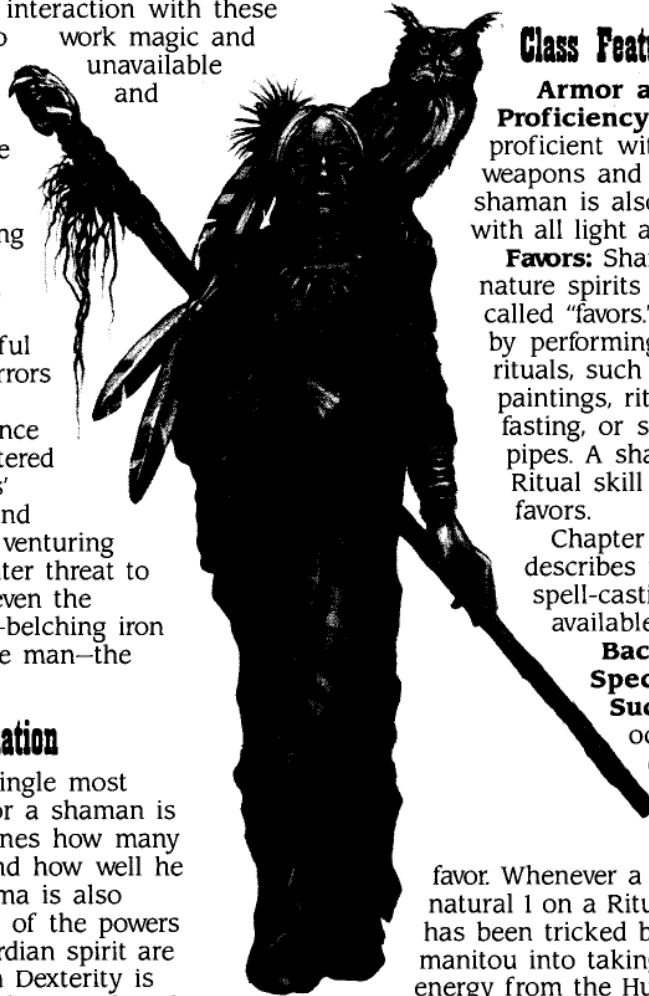 interaction with these
o work magic and
unavailable
and
e
ng
ful
rrors
nce
tered
s'
nd
venturing
ter threat to
even the
-belching iron
e man—the
ation
ingle most
or a shaman is
nes how many
nd how well he
ma is also
of the powers
rdian spirit are
n Dexterity is
Class Featu
Armor a
Proficiency
proficient wit
weapons and
shaman is also
with all light a
Favors: Shar
nature spirits
called “favors.”
by performing
rituals, such
paintings, rit
fasting, or s
pipes. A sha
Ritual skill
favors.
Chapter
describes
spell-casti
available
Bac
Spec
Suc
oc
favor. Whenever a
natural 1 on a Ritu
has been tricked b
manitou into taking
energy from the Hu